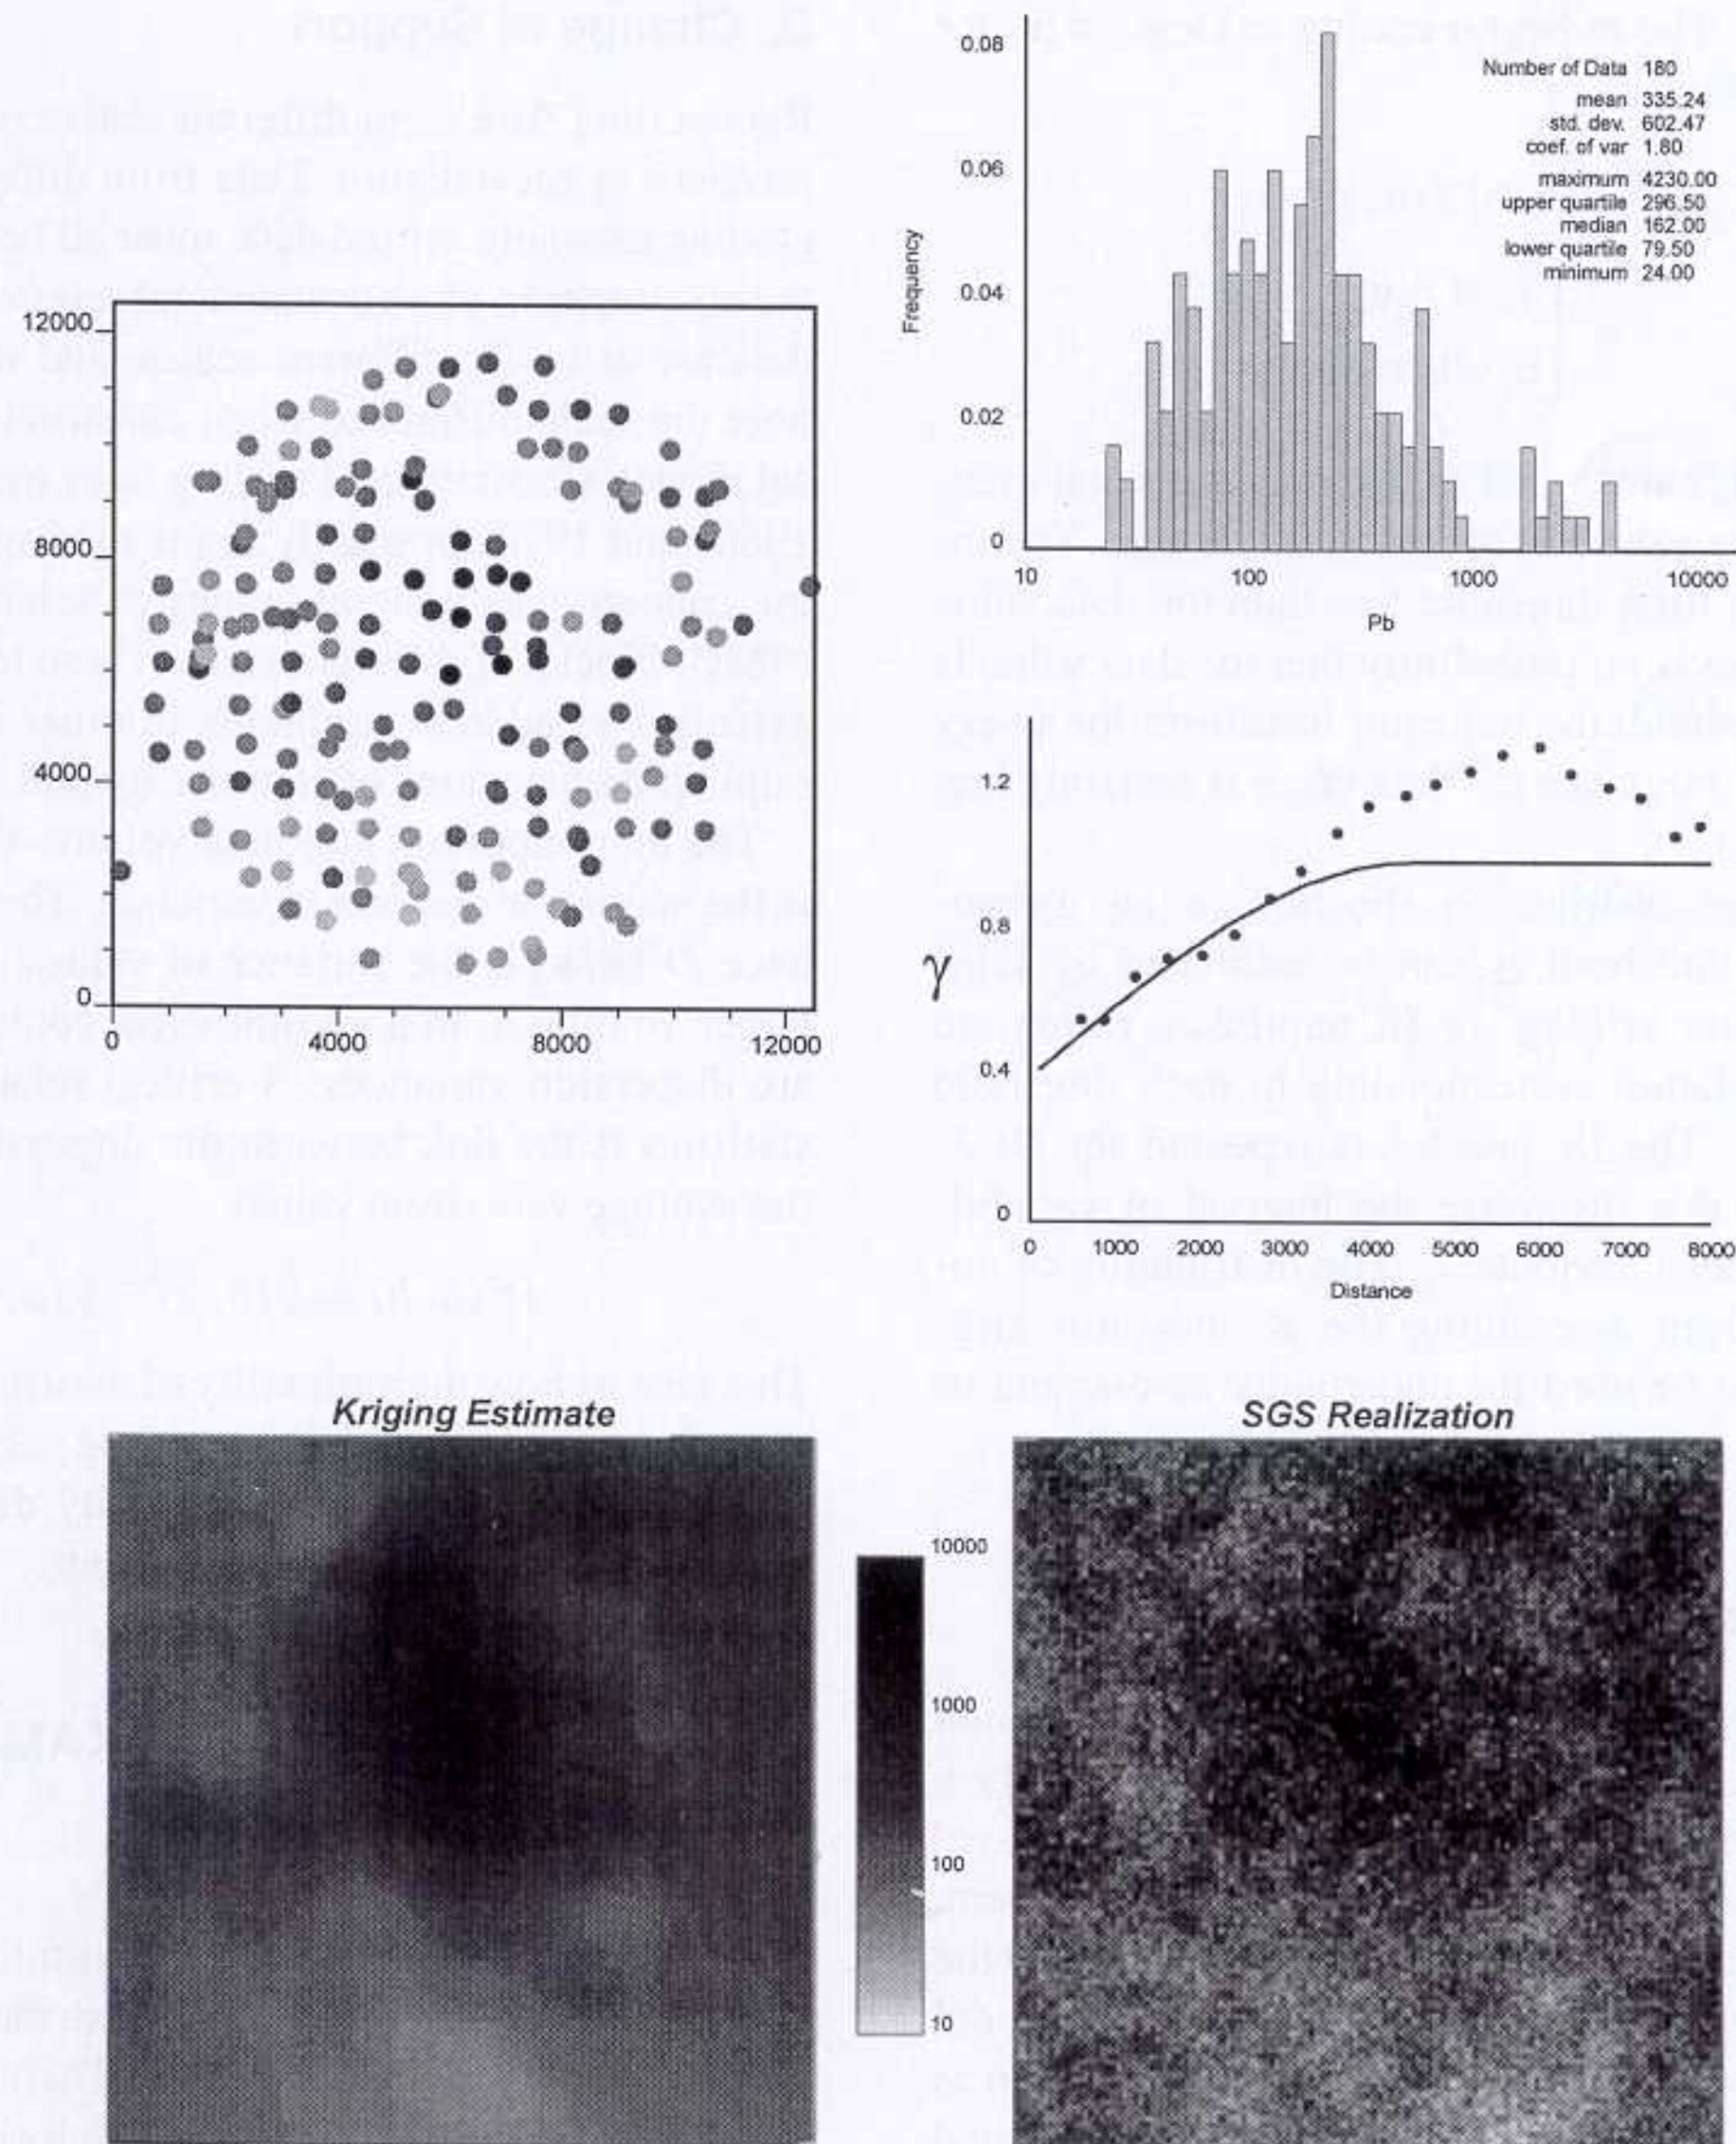 12000
8000
4000
0
0 4000 8000 12000
0.08
0.06
0.04
0.02
0
Frequency
10 100 1000 10000
Pb
Number of Data 180
mean 335.24
std. dev. 602.47
coef. of var 1.80
maximum 4230.00
upper quartile 296.50
median 162.00
lower quartile 79.50
minimum 24.00
1.2
0.8
0.4
0
γ
0 1000 2000 3000 4000 5000 6000 7000 8000
Distance
Kriging Estimate
10000
1000
100
10
SGS Realization